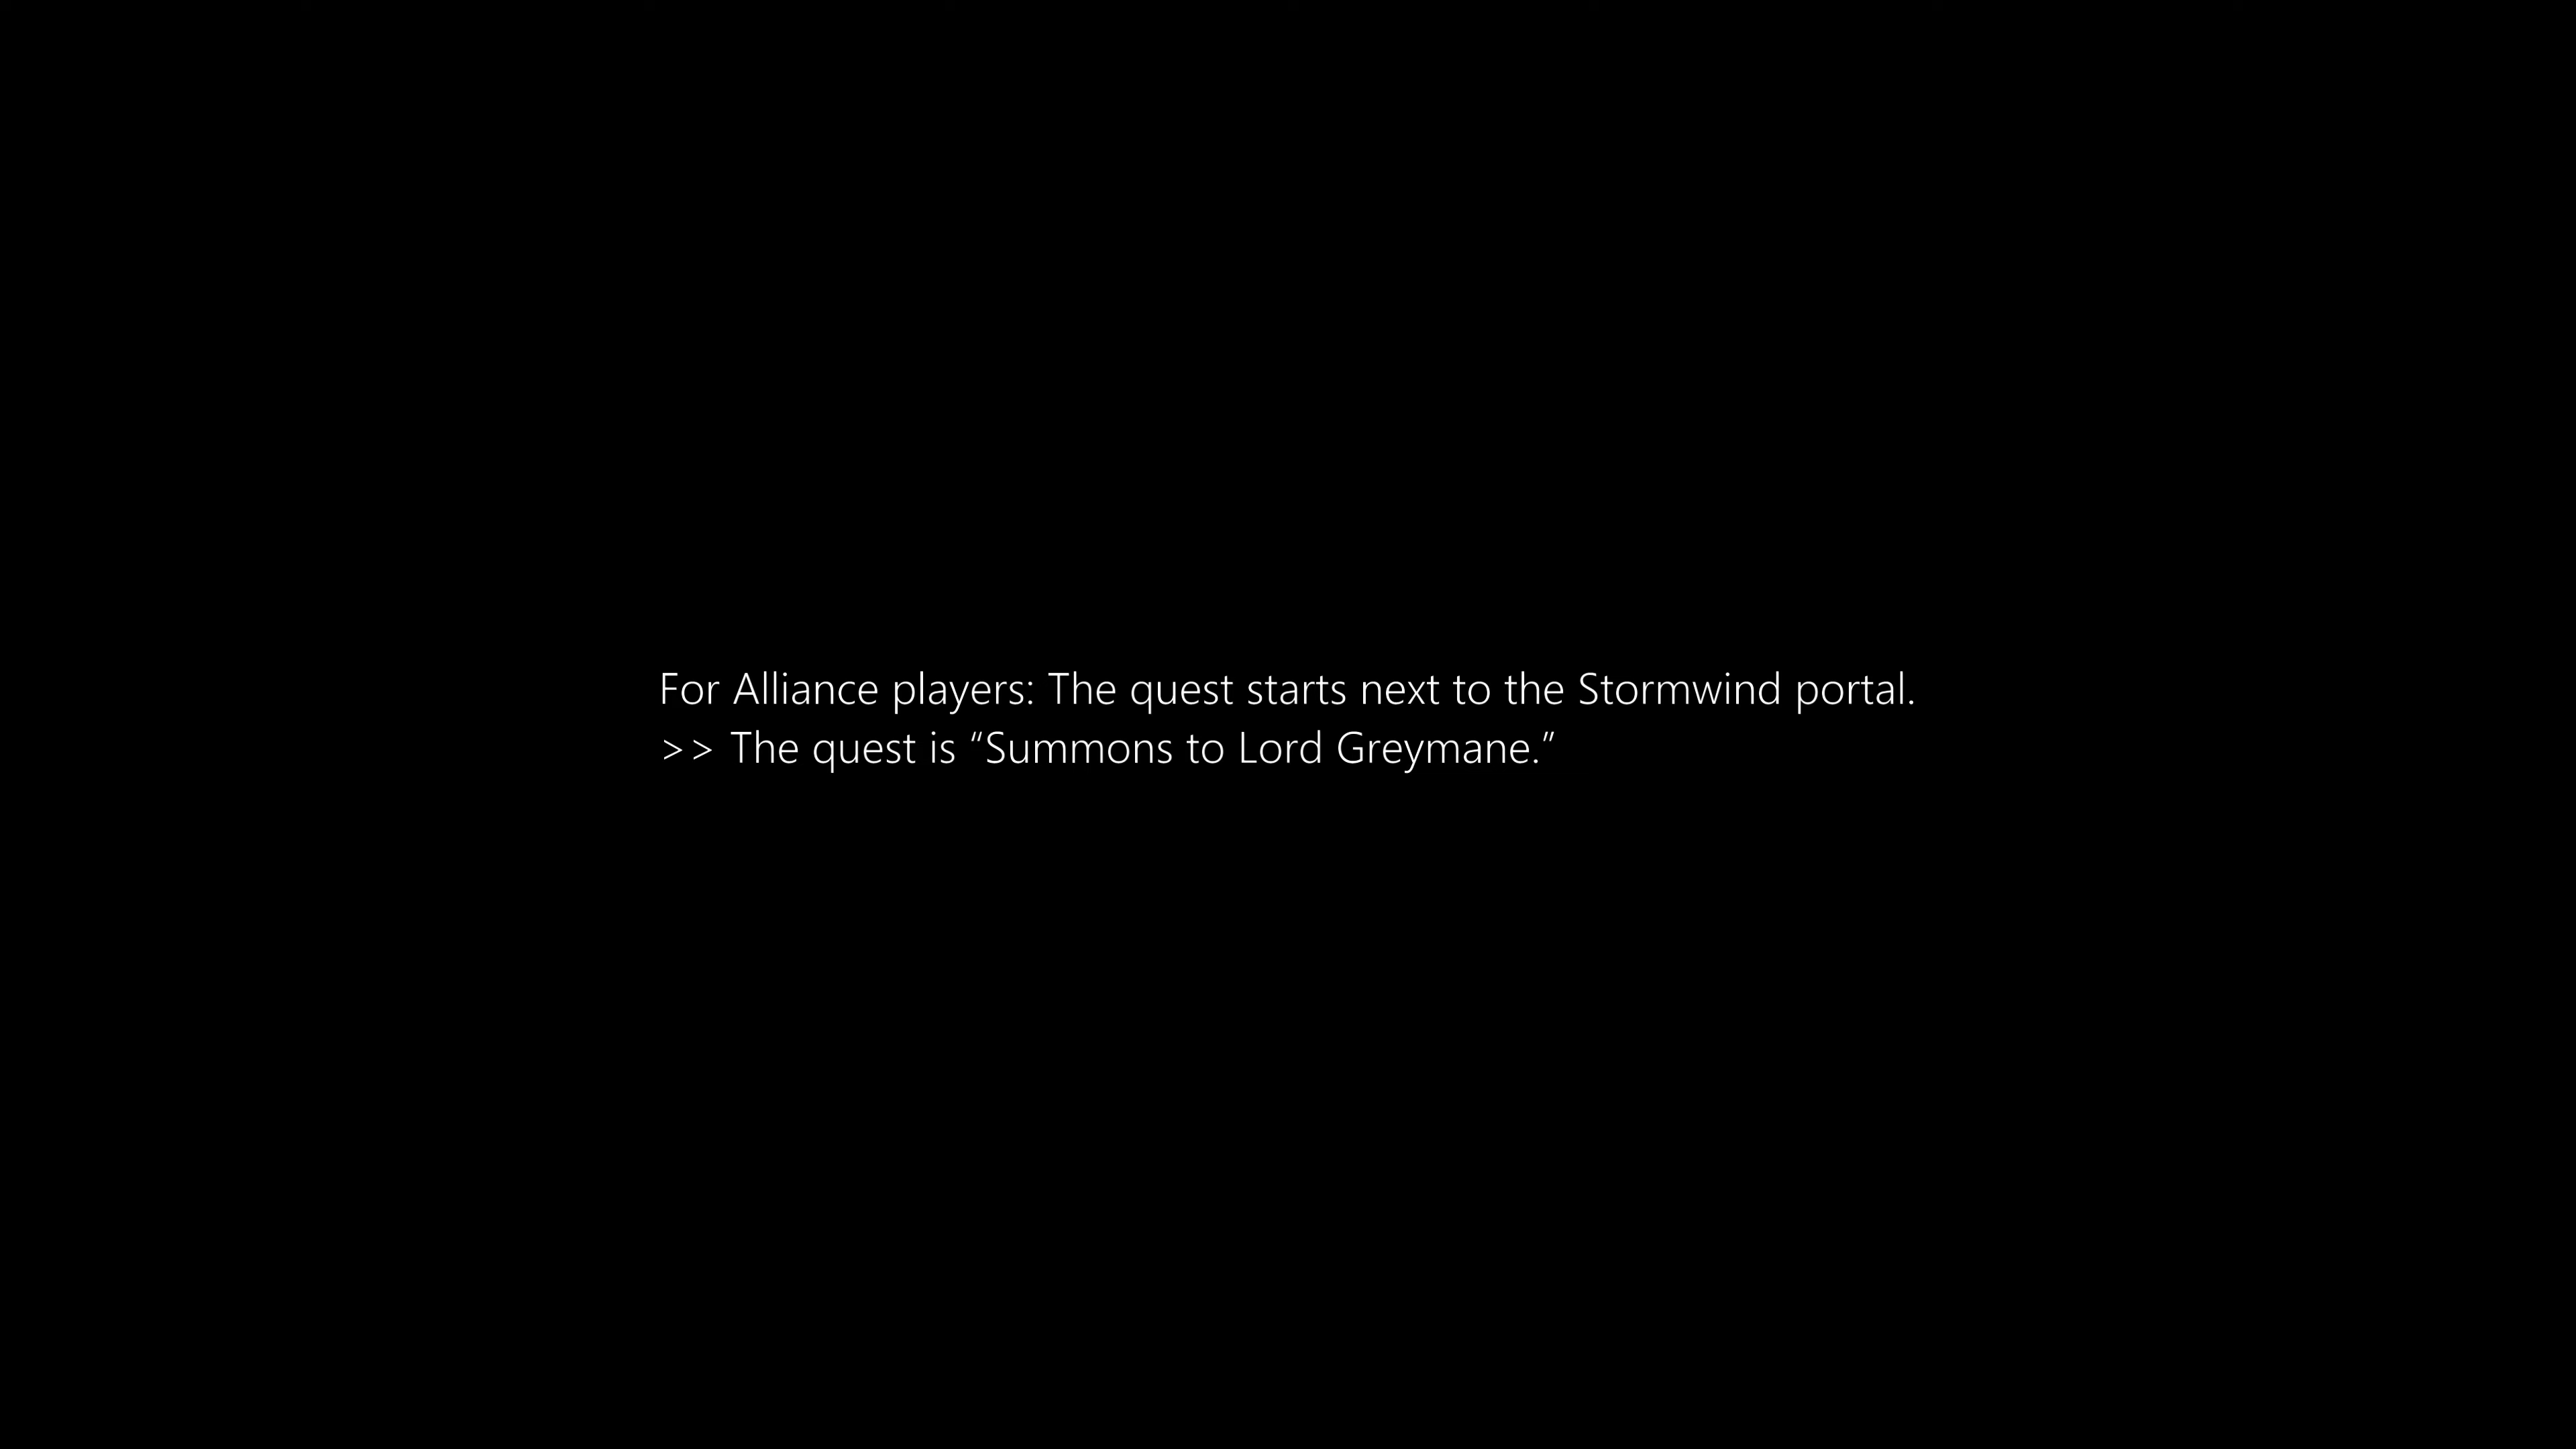 For Alliance players: The quest starts next to the Stormwind portal.
>> The quest is “Summons to Lord Greymane.”